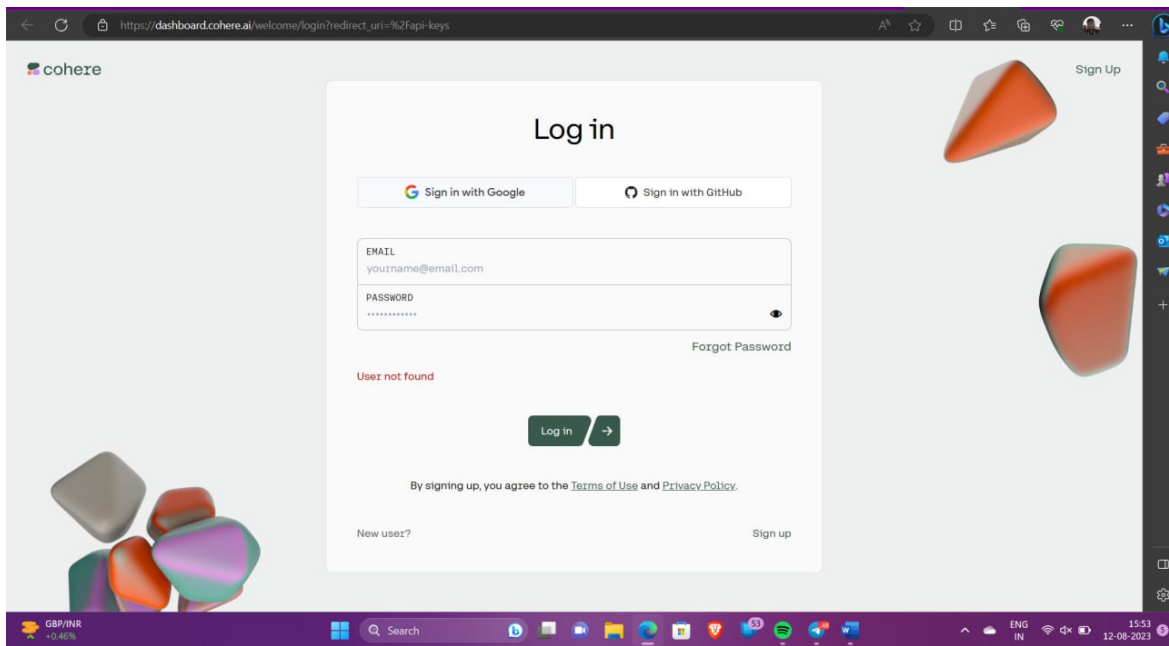 https://dashboard.cohere.ai/welcome/login?redirect_uri=%2Fapi-keys
cohere
Sign Up
Log in
Sign in with Google
Sign in with GitHub
EMAIL
yourname@email.com
PASSWORD
************
Forgot Password
User not found
Log in
By signing up, you agree to the Terms of Use and Privacy Policy.
New user?
Sign up
GBP/INR
+0.46%
Search
53
ENG
IN
15:53
12-08-2023